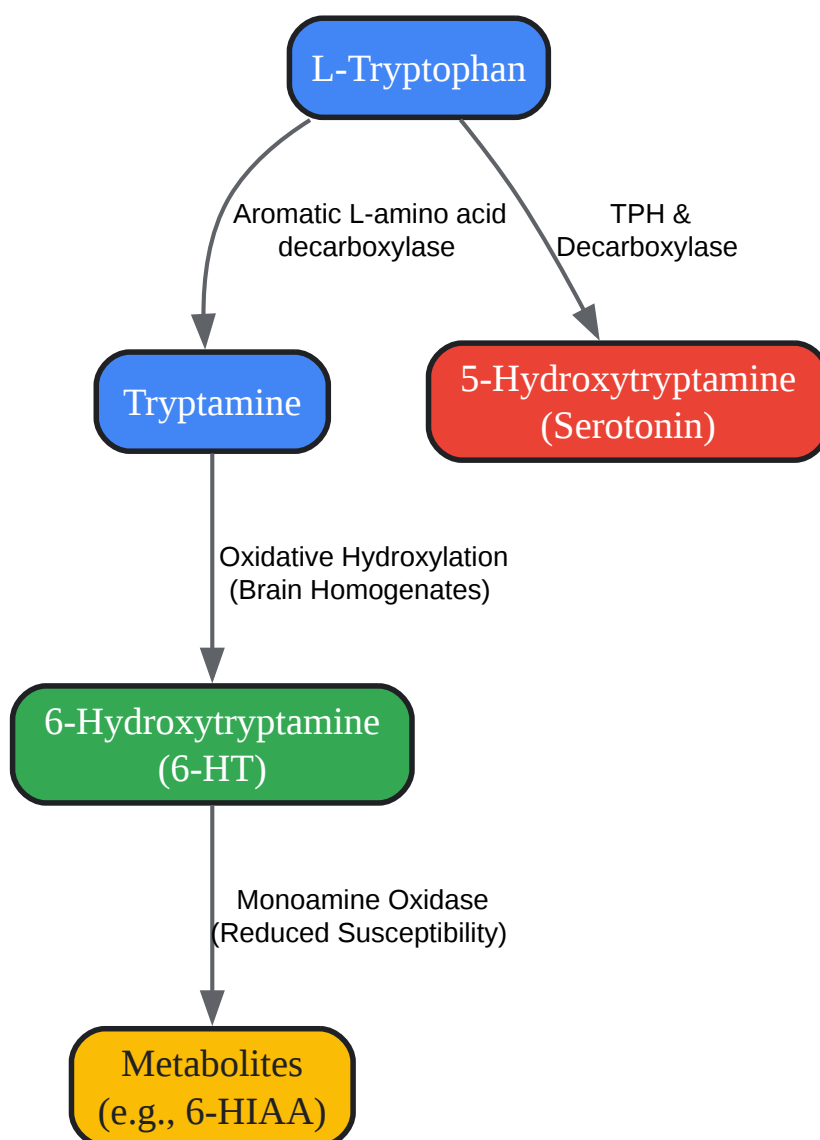 L-Tryptophan
Aromatic L-amino acid
decarboxylase
TPH &
Decarboxylase
Tryptamine
5-Hydroxytryptamine
(Serotonin)
Oxidative Hydroxylation
(Brain Homogenates)
6-Hydroxytryptamine
(6-HT)
Monoamine Oxidase
(Reduced Susceptibility)
Metabolites
(e.g., 6-HIAA)